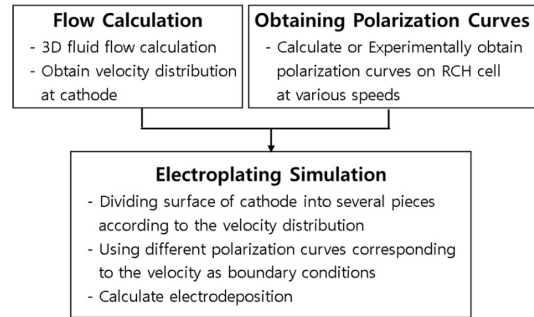 Flow Calculation
- 3D fluid flow calculation
- Obtain velocity distribution
at cathode
Obtaining Polarization Curves
- Calculate or Experimentally obtain
polarization curves on RCH cell
at various speeds
Electroplating Simulation
- Dividing surface of cathode into several pieces
according to the velocity distribution
- Using different polarization curves corresponding
to the velocity as boundary conditions
- Calculate electrodeposition